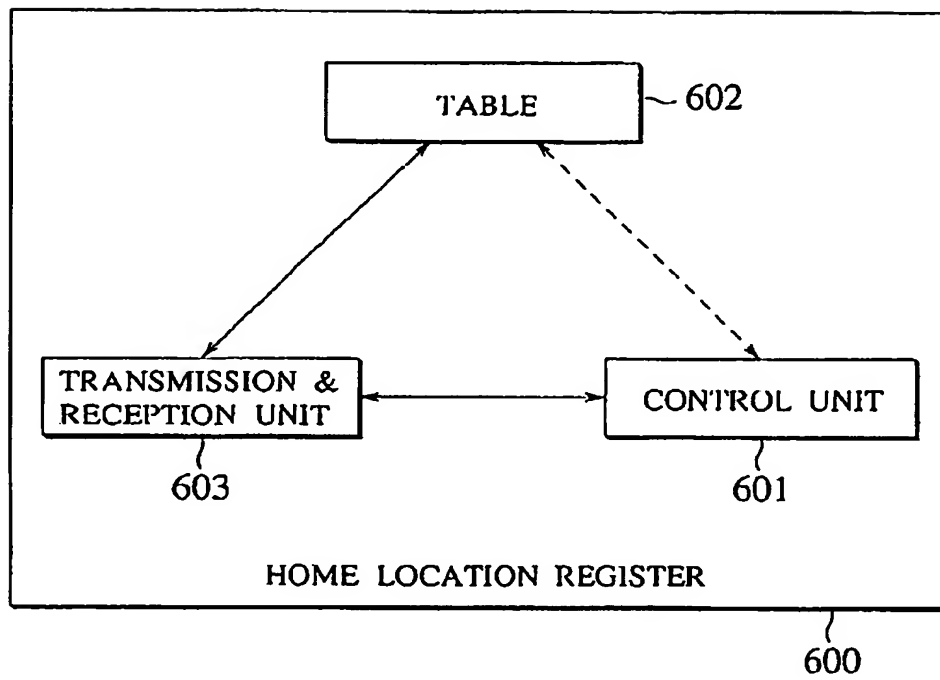 TABLE
602
TRANSMISSION &
RECEPTION UNIT
CONTROL UNIT
603
601
HOME LOCATION REGISTER
600